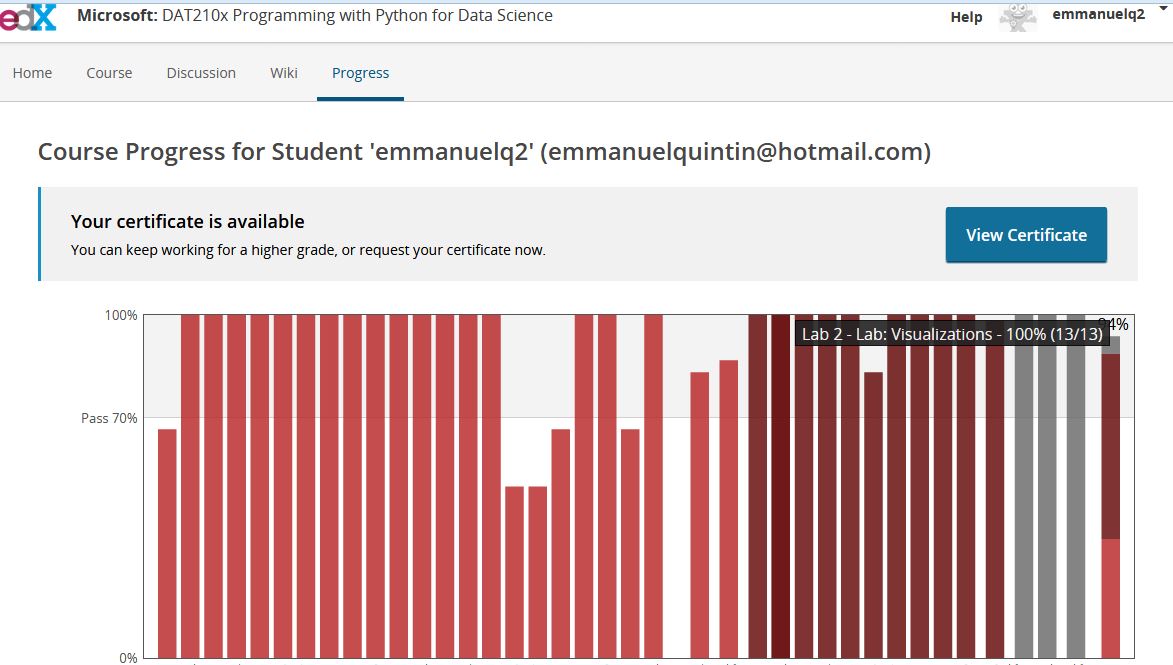 edX
Microsoft: DAT210x Programming with Python for Data Science
Help
emmanuelq2
Home
Course
Discussion
Wiki
Progress
Course Progress for Student 'emmanuelq2' (emmanuelquintin@hotmail.com)
Your certificate is available
You can keep working for a higher grade, or request your certificate now.
View Certificate
100%
94%
Lab 2 - Lab: Visualizations - 100% (13/13)
Pass 70%
0%